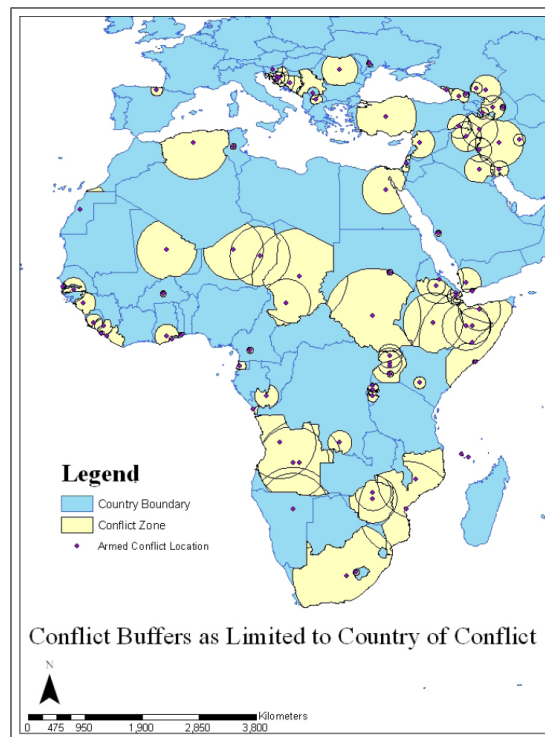 Legend
Country Boundary
Conflict Zone
Armed Conflict Location
Conflict Buffers as Limited to Country of Conflict
N
Kilometers
0 475 950 1,900 2,850 3,800